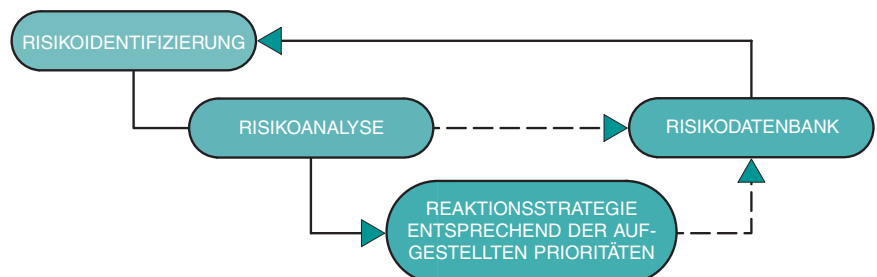 RISIKOIDENTIFIZIERUNG
RISIKOANALYSE
RISIKODATENBANK
REAKTIONSSTRATEGIE
ENTSPRECHEND DER AUF-
GESTELLTEN PRIORITÄTEN